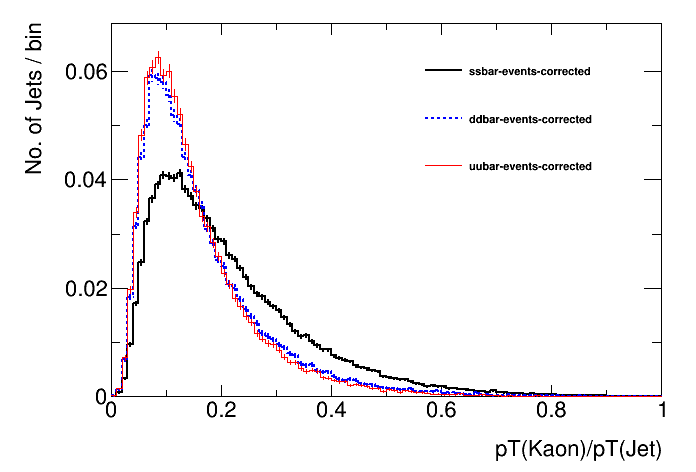 No. of Jets / bin
0.06
0.04
0.02
0
ssbar-events-corrected
ddbar-events-corrected
uubar-events-corrected
0 0.2 0.4 0.6 0.8 1
pT(Kaon)/pT(Jet)